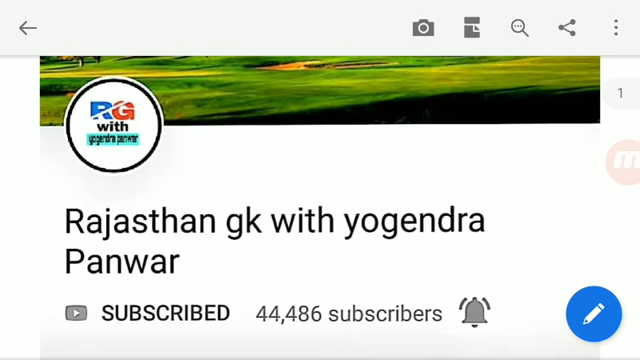 1
RG
with
yogendra panwar
Rajasthan gk with yogendra
Panwar
SUBSCRIBED 44,486 subscribers